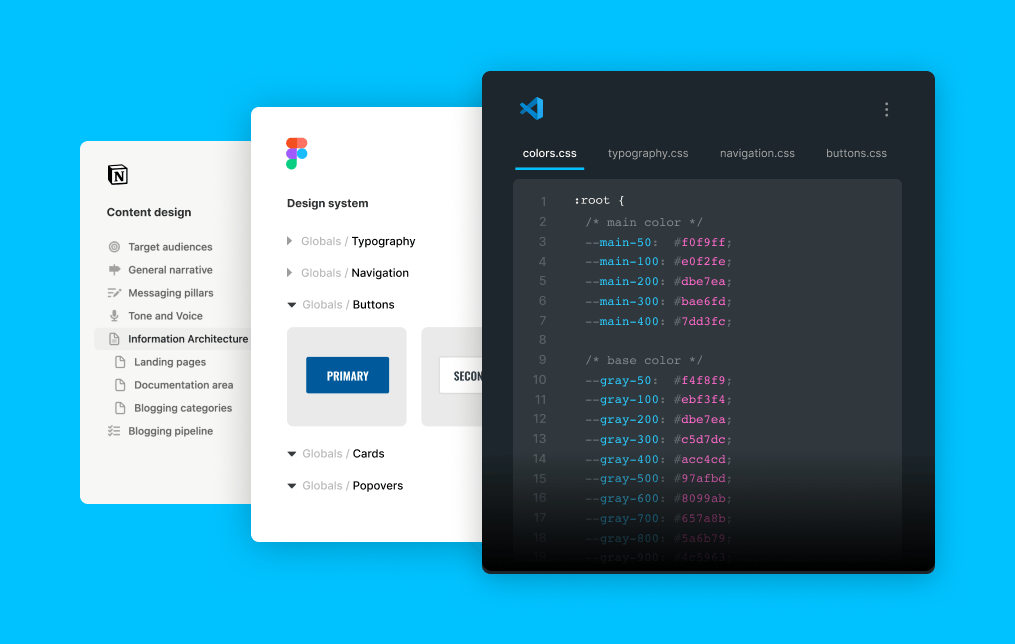 N
Content design
Target audiences
General narrative
Messaging pillars
Tone and Voice
Information Architecture
Landing pages
Documentation area
Blogging categories
Blogging pipeline
Design system
Globals / Typography
Globals / Navigation
Globals / Buttons
PRIMARY
SECON
Globals / Cards
Globals / Popovers
colors.css typography.css navigation.css buttons.css
1 :root {
2 /* main color */
3 --main-50: #f0f9ff;
4 --main-100: #e0f2fe;
5 --main-200: #dbe7ea;
6 --main-300: #bae6fd;
7 --main-400: #7dd3fc;
8
9 /* base color */
10 --gray-50: #f4f8f9;
11 --gray-100: #ebf3f4;
12 --gray-200: #dbe7ea;
13 --gray-300: #c5d7dc;
14 --gray-400: #acc4cd;
15 --gray-500: #97afbd;
16 --gray-600: #8099ab;
17 --gray-700: #657a8b;
18 --gray-800: #5a6b79;
19 --gray-900: